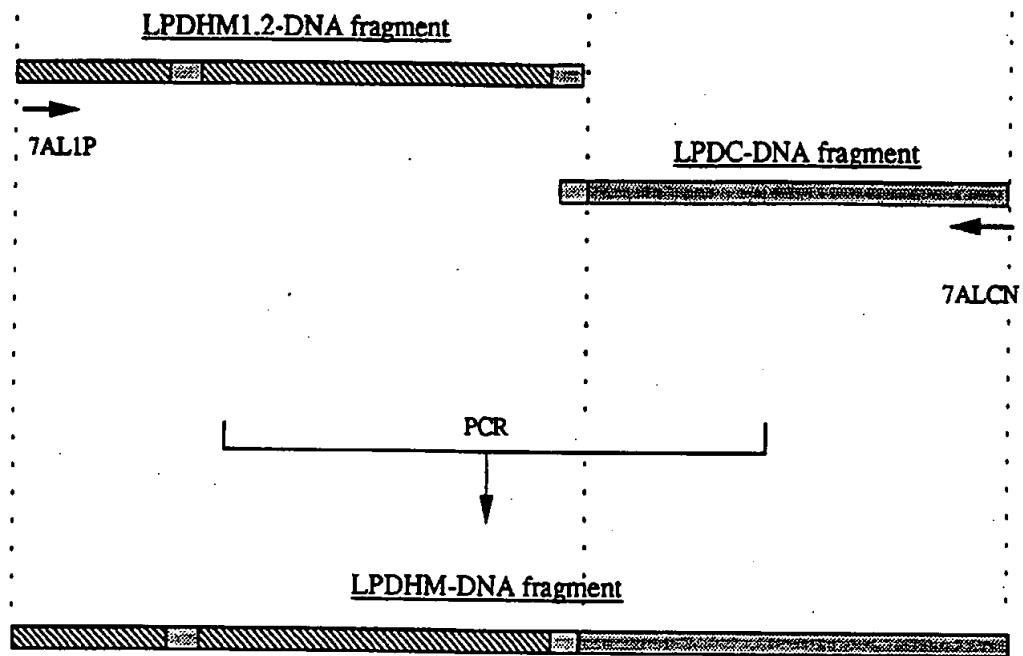 LPDHM1.2-DNA fragment
7AL1P
LPDC-DNA fragment
7ALCN
PCR
LPDHM-DNA fragment